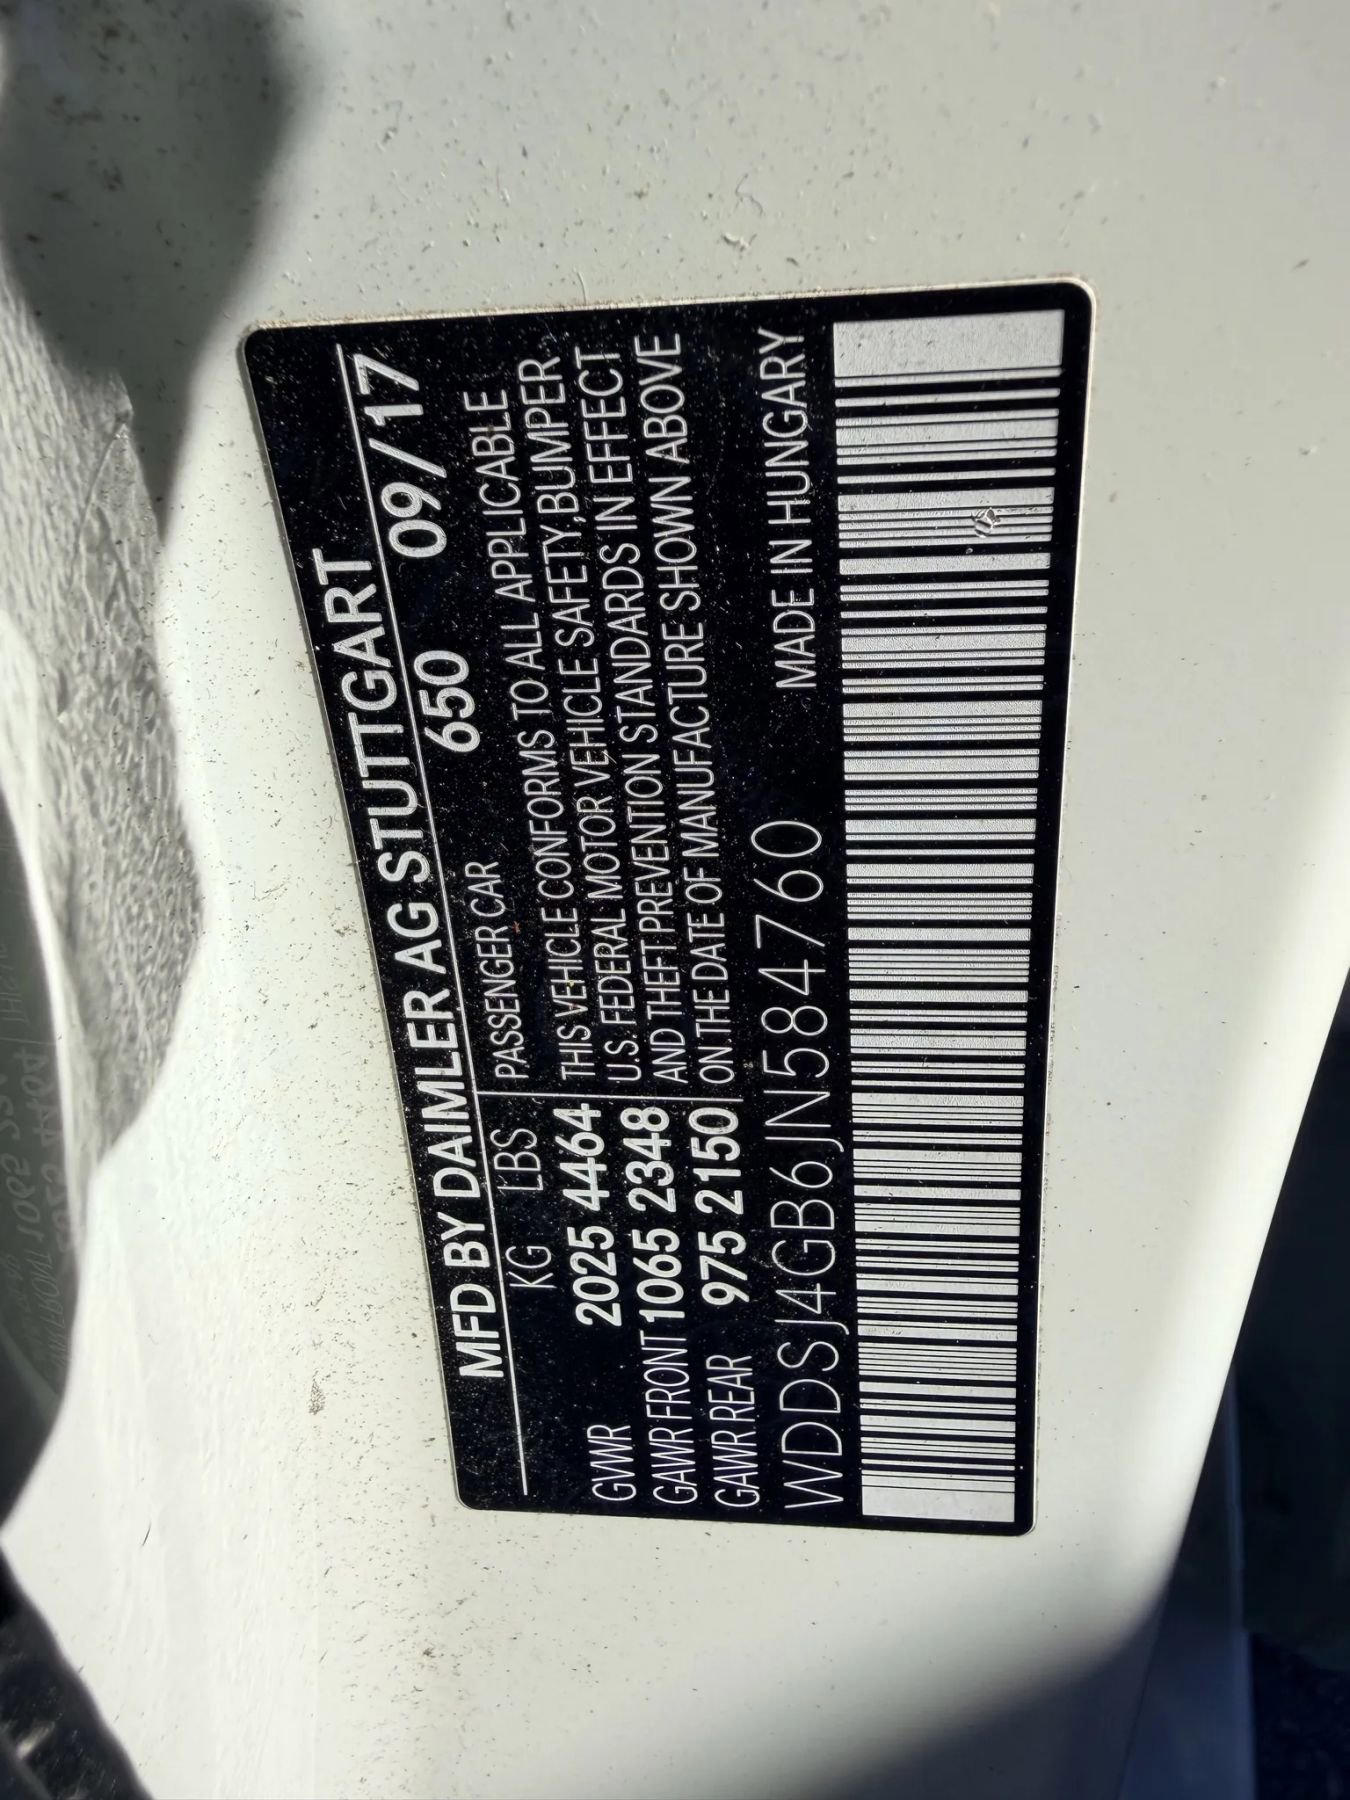 MFD BY DAIMLER AG STUTTGART
650 09/17
KG LBS PASSENGER CAR
GVWR 2025 4464 THIS VEHICLE CONFORMS TO ALL APPLICABLE
GAWR FRONT 1065 2348 U.S. FEDERAL MOTOR VEHICLE SAFETY,BUMPER
GAWR REAR 975 2150 AND THEFT PREVENTION STANDARDS IN EFFECT
ON THE DATE OF MANUFACTURE SHOWN ABOVE
WDDSJ4GB6JN584760 MADE IN HUNGARY